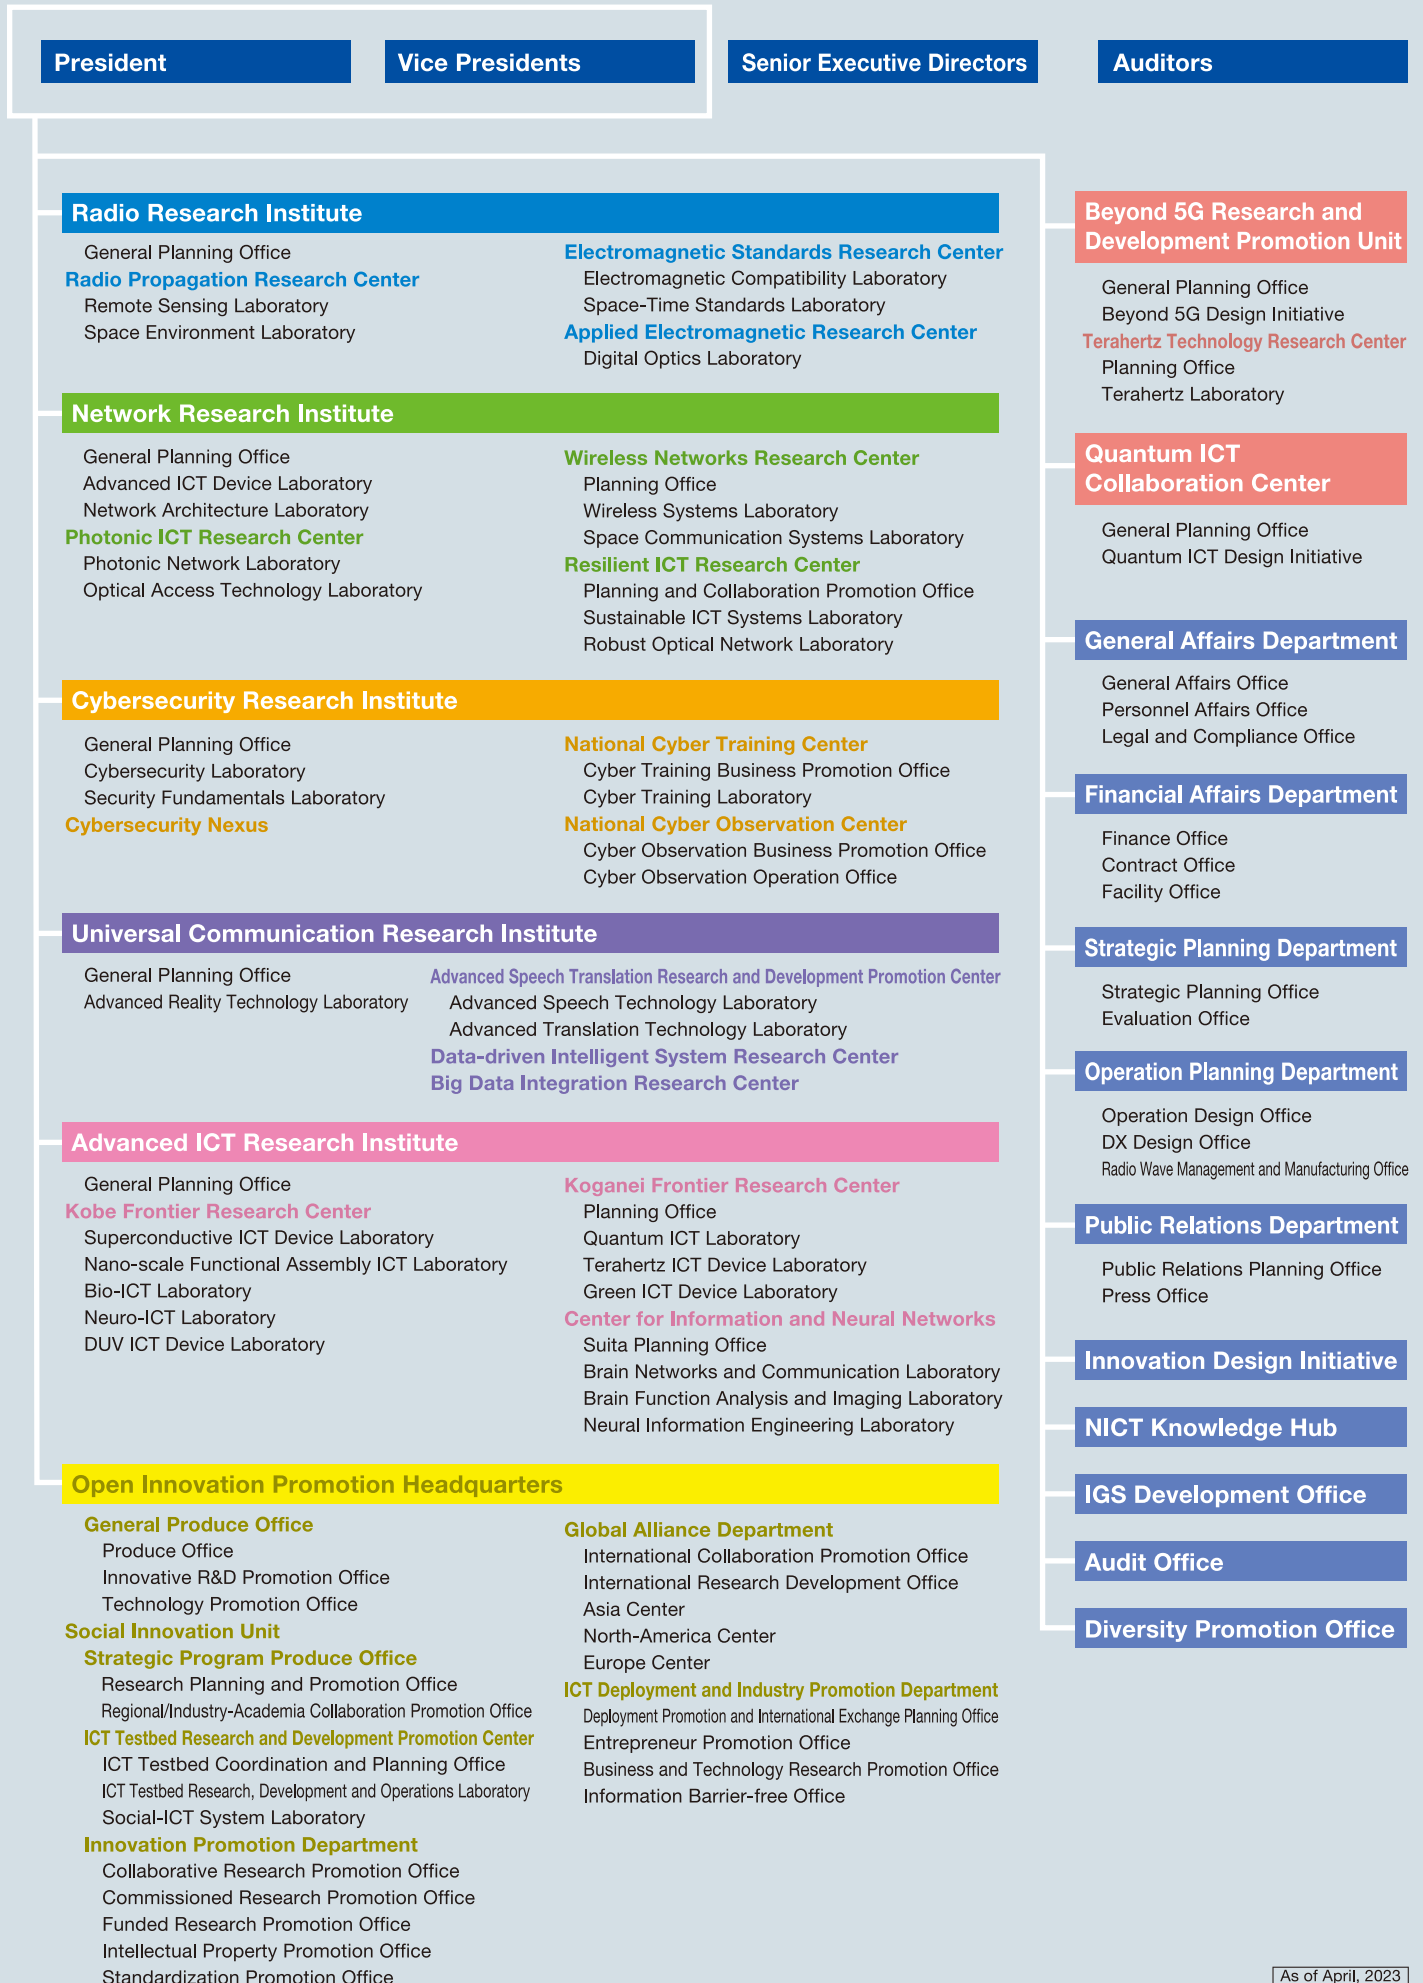 President
Vice Presidents
Senior Executive Directors
Auditors
Radio Research Institute
General Planning Office
Radio Propagation Research Center
Remote Sensing Laboratory
Space Environment Laboratory
Electromagnetic Standards Research Center
Electromagnetic Compatibility Laboratory
Space-Time Standards Laboratory
Applied Electromagnetic Research Center
Digital Optics Laboratory
Network Research Institute
General Planning Office
Advanced ICT Device Laboratory
Network Architecture Laboratory
Photonic ICT Research Center
Photonic Network Laboratory
Optical Access Technology Laboratory
Wireless Networks Research Center
Planning Office
Wireless Systems Laboratory
Space Communication Systems Laboratory
Resilient ICT Research Center
Planning and Collaboration Promotion Office
Sustainable ICT Systems Laboratory
Robust Optical Network Laboratory
Cybersecurity Research Institute
General Planning Office
Cybersecurity Laboratory
Security Fundamentals Laboratory
Cybersecurity Nexus
National Cyber Training Center
Cyber Training Business Promotion Office
Cyber Training Laboratory
National Cyber Observation Center
Cyber Observation Business Promotion Office
Cyber Observation Operation Office
Universal Communication Research Institute
General Planning Office
Advanced Reality Technology Laboratory
Advanced Speech Translation Research and Development Promotion Center
Advanced Speech Technology Laboratory
Advanced Translation Technology Laboratory
Data-driven Intelligent System Research Center
Big Data Integration Research Center
Advanced ICT Research Institute
General Planning Office
Kobe Frontier Research Center
Superconductive ICT Device Laboratory
Nano-scale Functional Assembly ICT Laboratory
Bio-ICT Laboratory
Neuro-ICT Laboratory
DUV ICT Device Laboratory
Koganei Frontier Research Center
Planning Office
Quantum ICT Laboratory
Terahertz ICT Device Laboratory
Green ICT Device Laboratory
Center for Information and Neural Networks
Suita Planning Office
Brain Networks and Communication Laboratory
Brain Function Analysis and Imaging Laboratory
Neural Information Engineering Laboratory
Open Innovation Promotion Headquarters
General Produce Office
Produce Office
Innovative R&D Promotion Office
Technology Promotion Office
Social Innovation Unit
Strategic Program Produce Office
Research Planning and Promotion Office
Regional/Industry-Academia Collaboration Promotion Office
ICT Testbed Research and Development Promotion Center
ICT Testbed Coordination and Planning Office
ICT Testbed Research, Development and Operations Laboratory
Social-ICT System Laboratory
Innovation Promotion Department
Collaborative Research Promotion Office
Commissioned Research Promotion Office
Funded Research Promotion Office
Intellectual Property Promotion Office
Standardization Promotion Office
Global Alliance Department
International Collaboration Promotion Office
International Research Development Office
Asia Center
North-America Center
Europe Center
ICT Deployment and Industry Promotion Department
Deployment Promotion and International Exchange Planning Office
Entrepreneur Promotion Office
Business and Technology Research Promotion Office
Information Barrier-free Office
Beyond 5G Research and
Development Promotion Unit
General Planning Office
Beyond 5G Design Initiative
Terahertz Technology Research Center
Planning Office
Terahertz Laboratory
Quantum ICT
Collaboration Center
General Planning Office
Quantum ICT Design Initiative
General Affairs Department
General Affairs Office
Personnel Affairs Office
Legal and Compliance Office
Financial Affairs Department
Finance Office
Contract Office
Facility Office
Strategic Planning Department
Strategic Planning Office
Evaluation Office
Operation Planning Department
Operation Design Office
DX Design Office
Radio Wave Management and Manufacturing Office
Public Relations Department
Public Relations Planning Office
Press Office
Innovation Design Initiative
NICT Knowledge Hub
IGS Development Office
Audit Office
Diversity Promotion Office
As of April, 2023